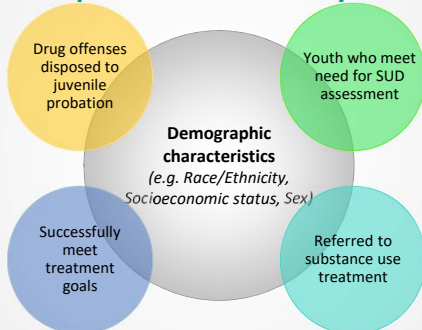 Drug offenses
disposed to
juvenile
probation
Youth who meet
need for SUD
assessment
Demographic
characteristics
(e.g. Race/Ethnicity,
Socioeconomic status, Sex)
Successfully
meet
treatment
goals
Referred to
substance use
treatment